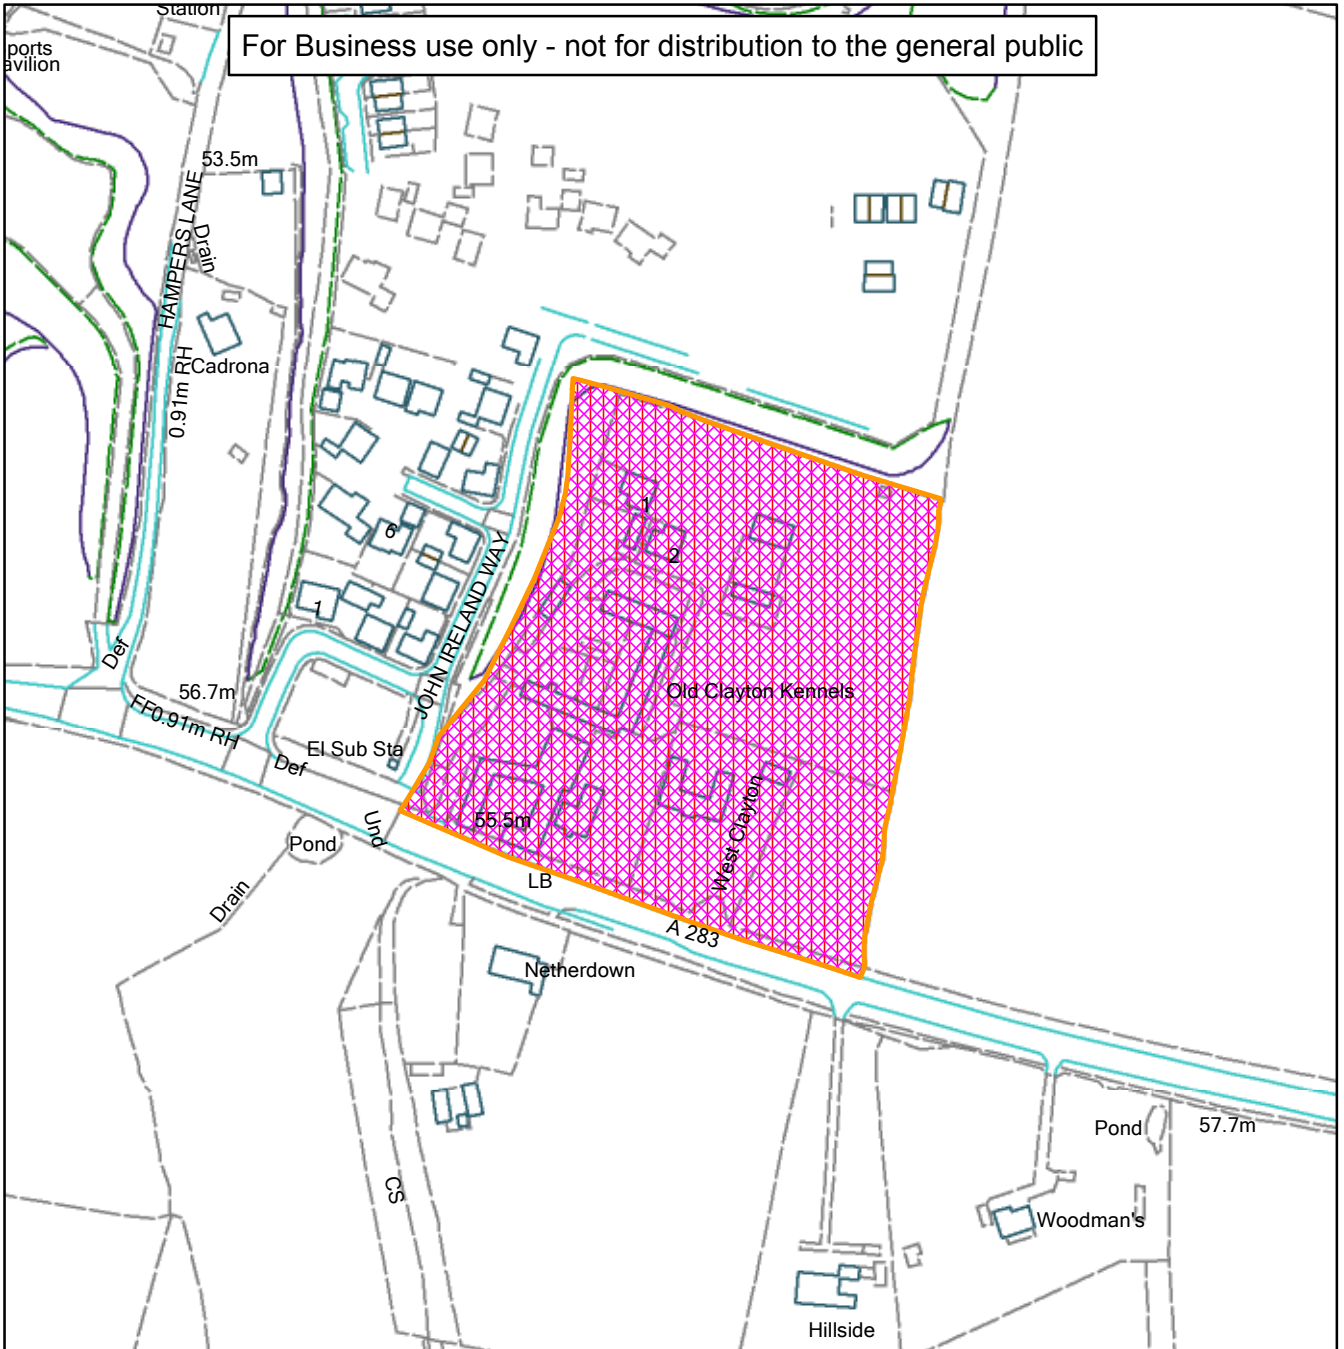 Station
For Business use only - not for distribution to the general public
ports
avilion
53.5m
HAMPERS LANE
Drain
Cadrona
0.91m RH
1
6
2
1
JOHN IRELAND WAY
Def
56.7m
Old Clayton Kennels
FF0.91m RH
El Sub Sta
Def
West Clayton
55.5m
Und
Pond
LB
Drain
A 283
Netherdown
Pond
57.7m
CS
Woodman's
Hillside